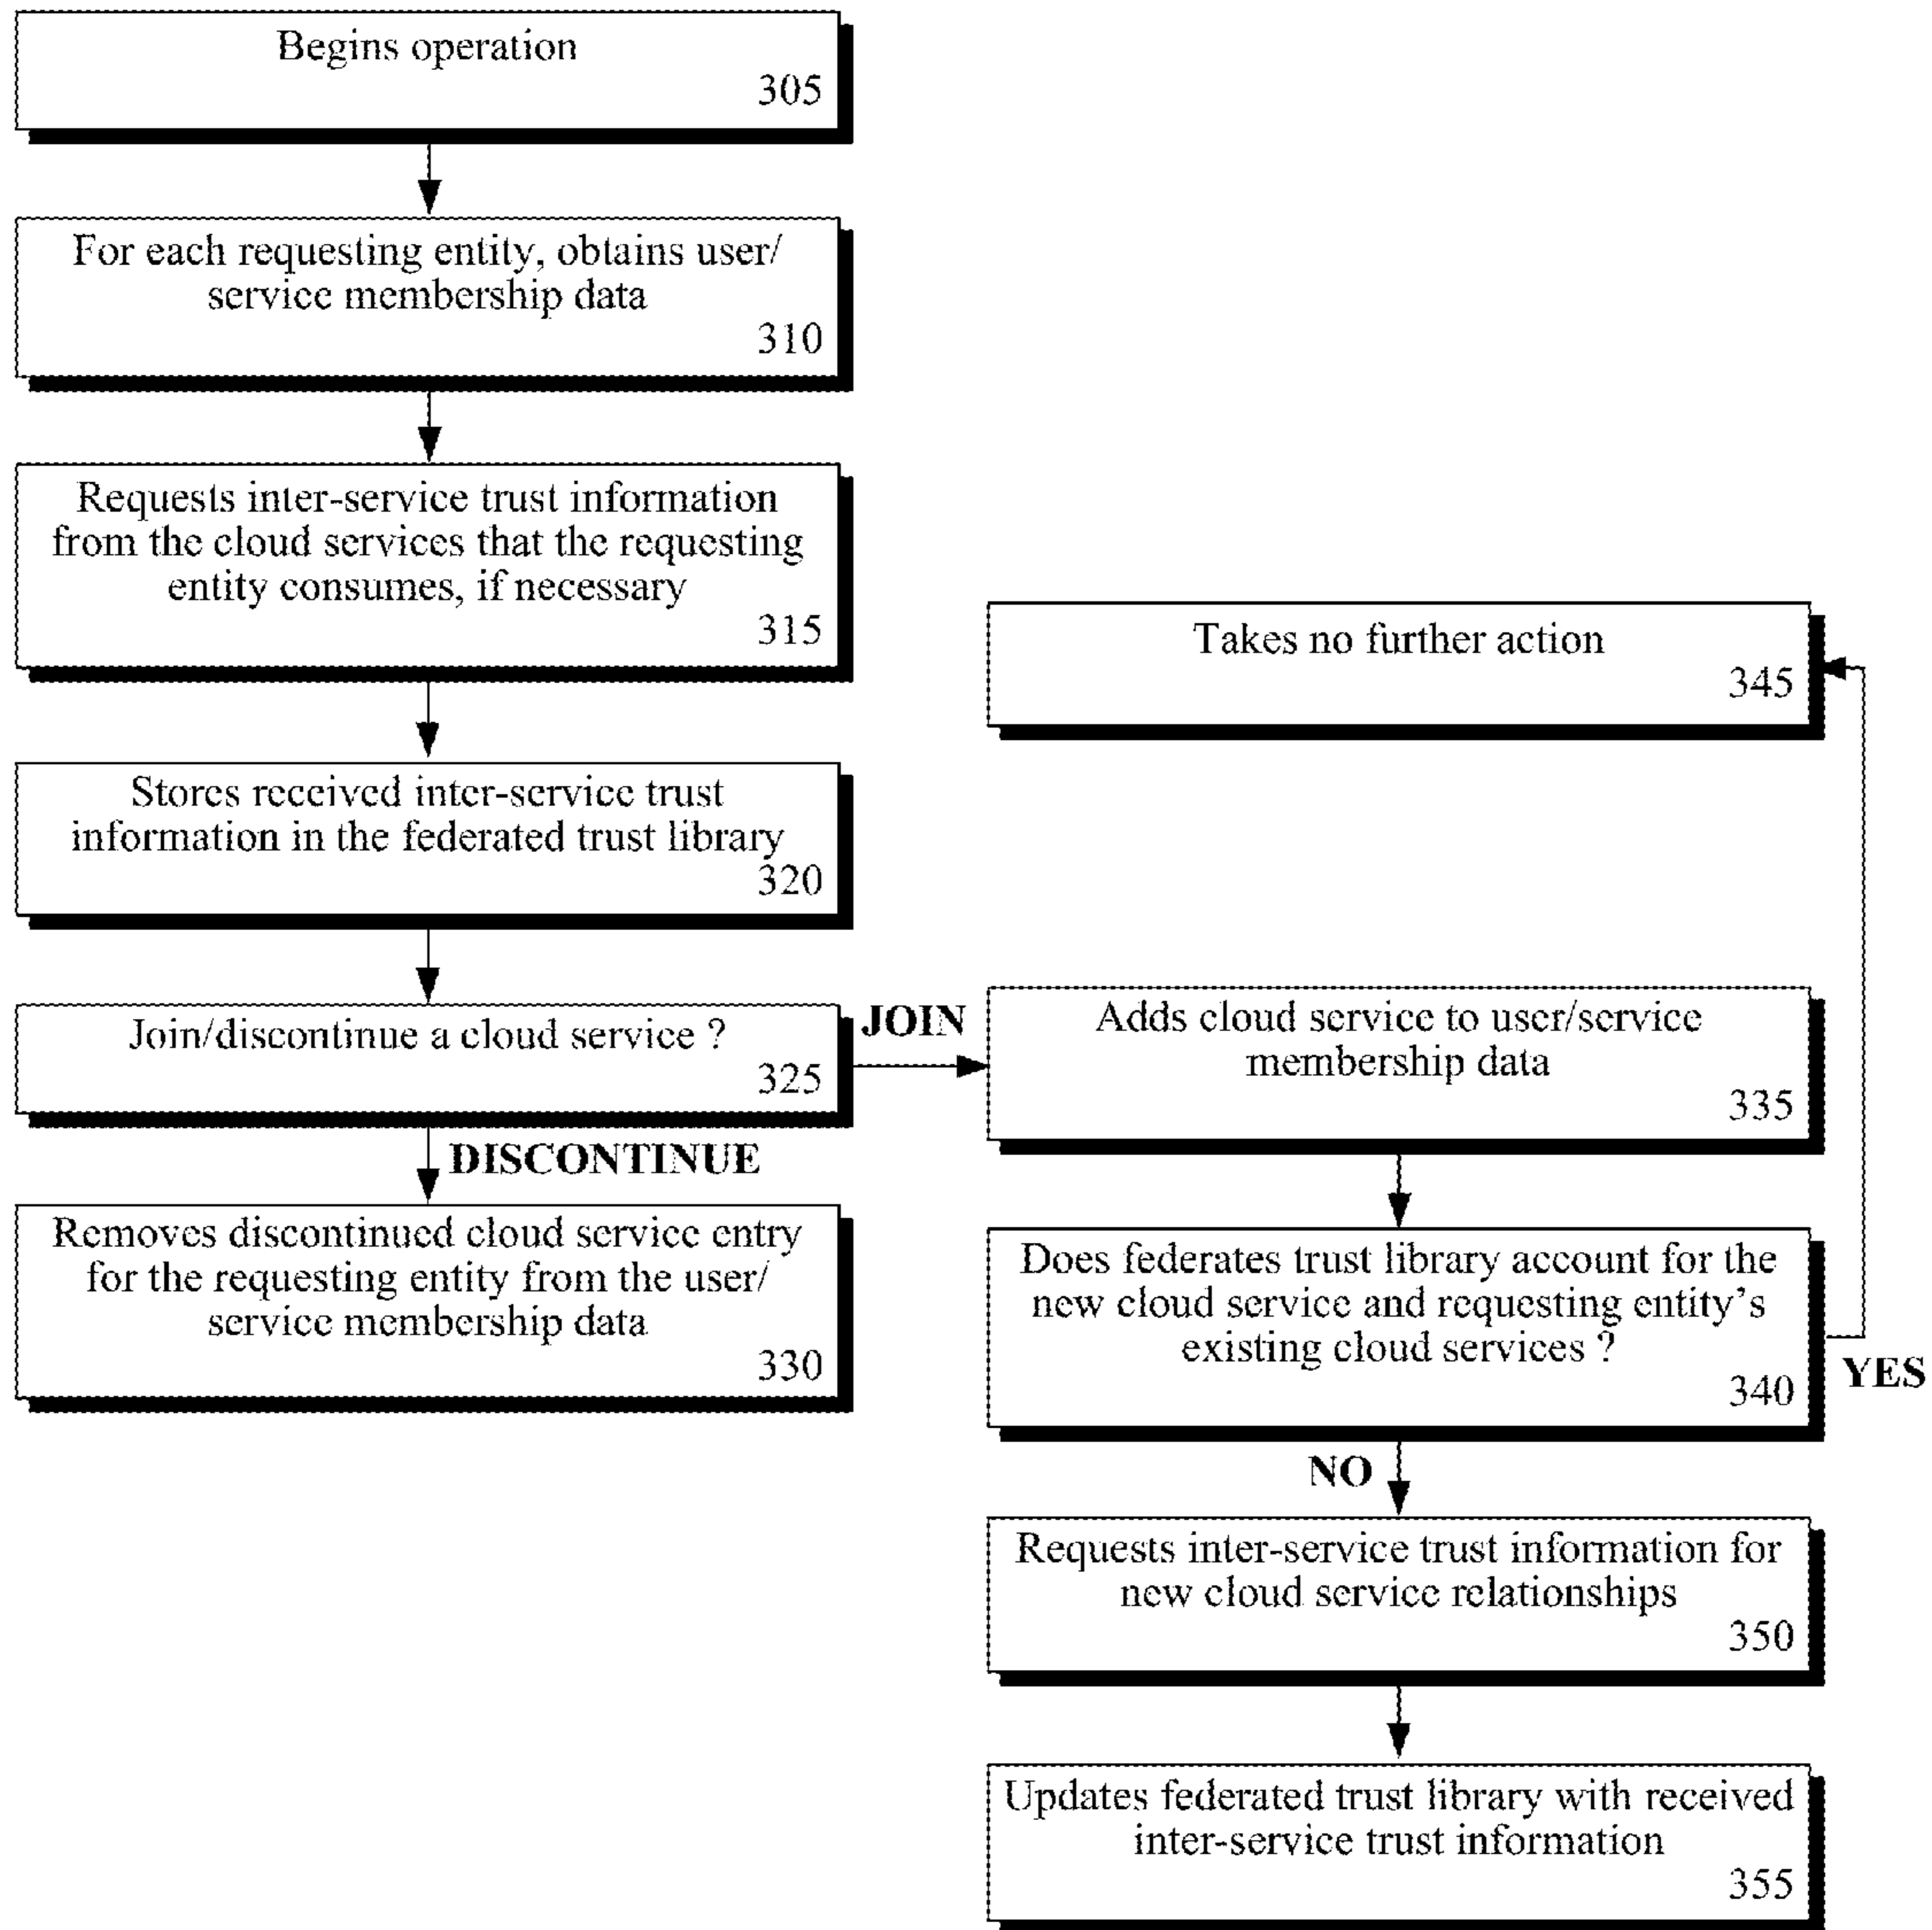 Begins operation
305
For each requesting entity, obtains user/
service membership data
310
Requests inter-service trust information
from the cloud services that the requesting
entity consumes, if necessary
315
Stores received inter-service trust
information in the federated trust library
320
Join/discontinue a cloud service ?
325
JOIN
DISCONTINUE
Removes discontinued cloud service entry
for the requesting entity from the user/
service membership data
330
Takes no further action
345
Adds cloud service to user/service
membership data
335
Does federates trust library account for the
new cloud service and requesting entity’s
existing cloud services ?
340
YES
NO
Requests inter-service trust information for
new cloud service relationships
350
Updates federated trust library with received
inter-service trust information
355